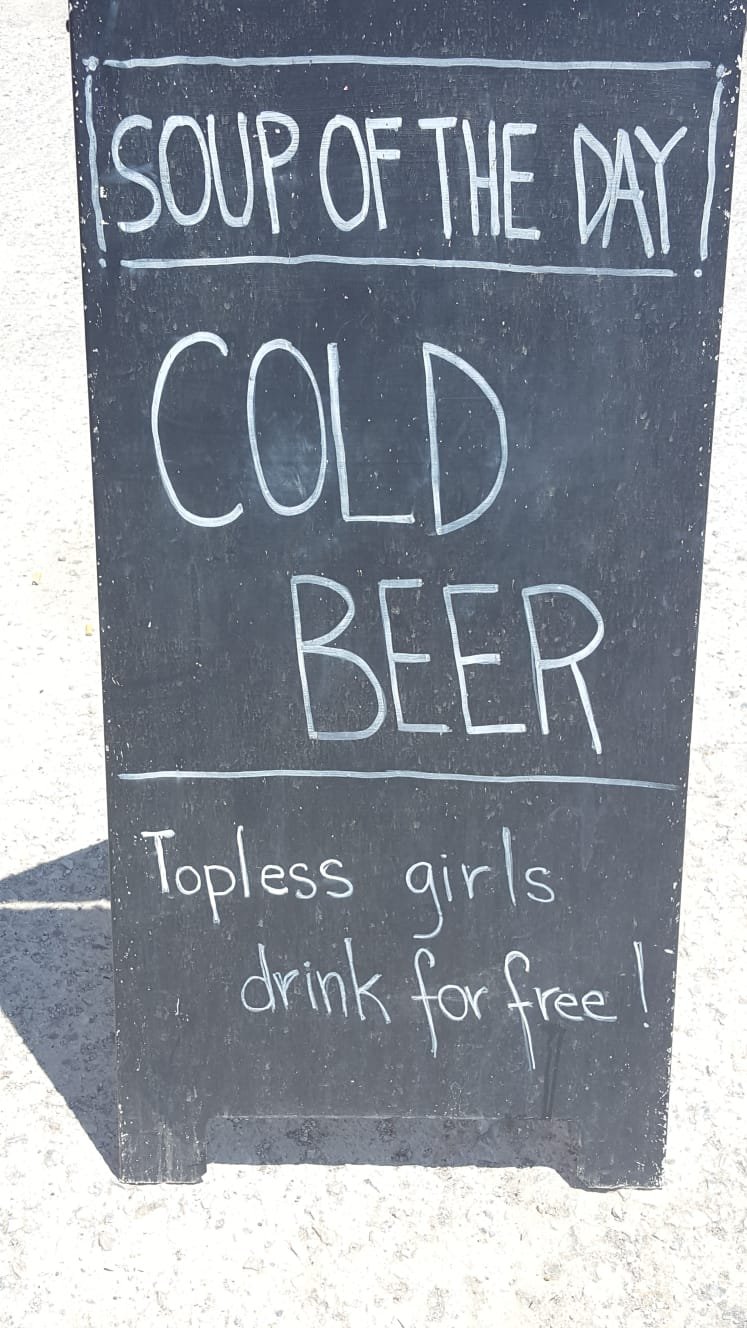 SOUP OF THE DAY
COLD
BEER
Topless girls
drink for free!